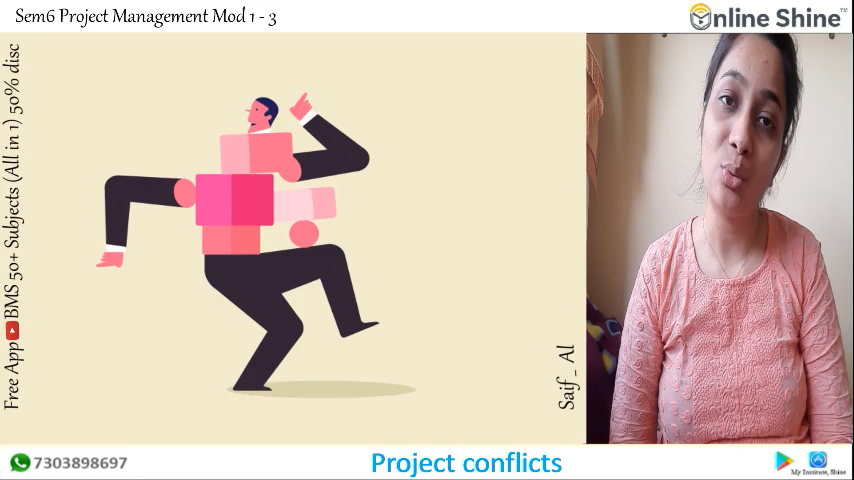 Sem6 Project Management Mod 1 - 3
Online Shine™
Free App BMS 50+ Subjects (All in 1) 50% disc
Saif_Al
7303898697
Project conflicts
My Institute, Shine